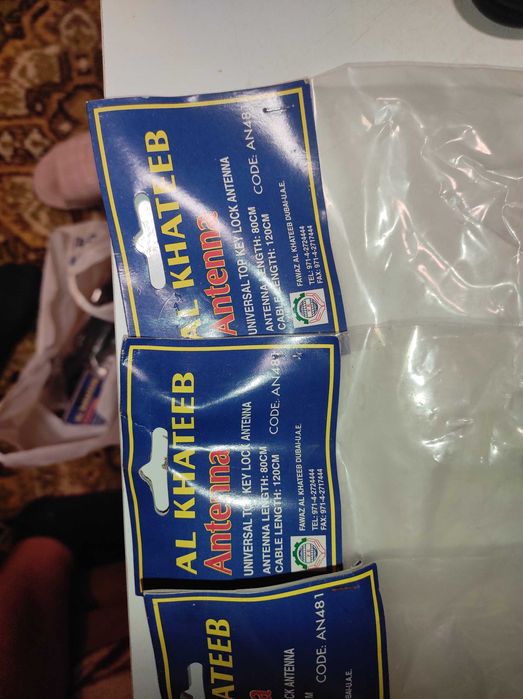 AL KHATEEB
Antenna
UNIVERSAL TOP KEY LOCK ANTENNA
ANTENNA LENGTH: 80CM
CABLE LENGTH: 120CM
CODE: AN481
FAWAZ AL KHATEEB DUBAI-U.A.E.
TEL: 971-4-2724444
FAX: 971-4-2717444
AL KHATEEB
Antenna
UNIVERSAL TOP KEY LOCK ANTENNA
ANTENNA LENGTH: 80CM
CABLE LENGTH: 120CM
CODE: AN481
FAWAZ AL KHATEEB DUBAI-U.A.E.
TEL: 971-4-2724444
FAX: 971-4-2717444
ATEEB
CK ANTENNA
M
CODE: AN481
BAI-U.A.E.